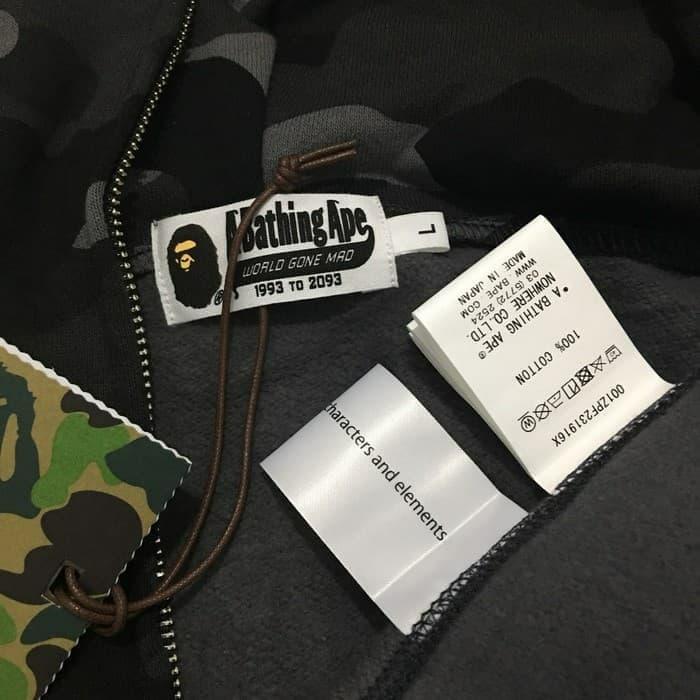 A Bathing Ape
WORLD GONE MAD
®
1993 TO 2093
L
001ZPF231916X
100% COTTON
"A BATHING APE®
NOWHERE CO., LTD.
03 (5772) 2524
WWW. BAPE. COM
MADE IN JAPAN
haracters and elements